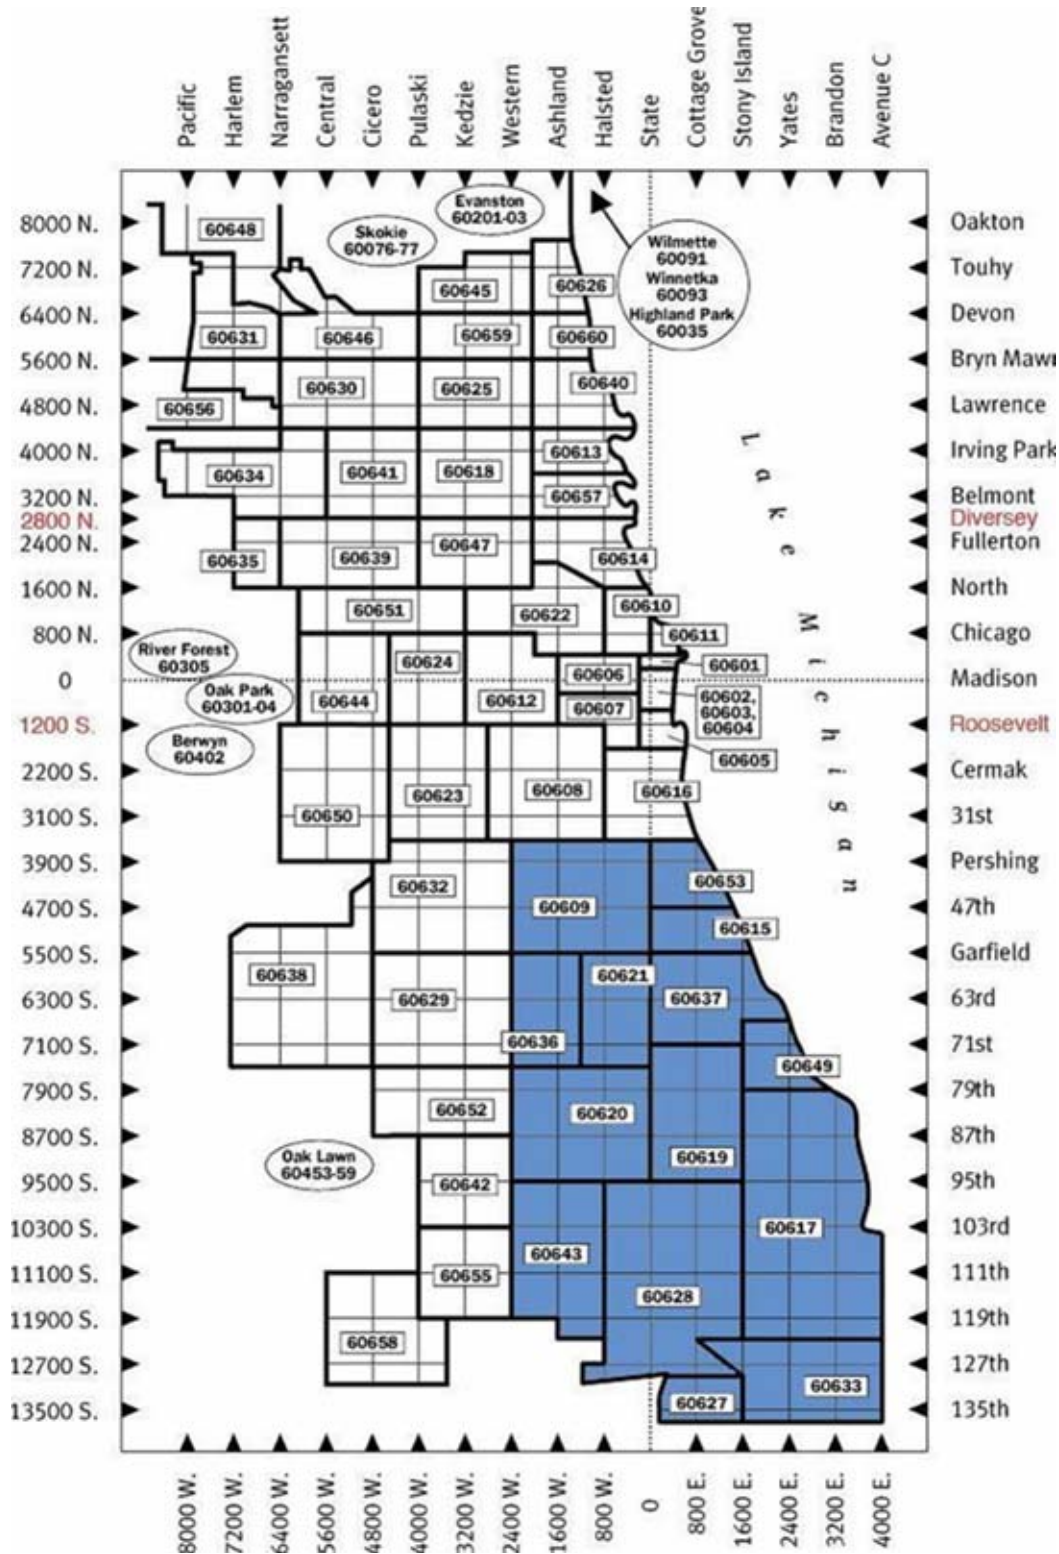 Pacific
Harlem
Narragansett
Central
Cicero
Pulaski
Kedzie
Western
Ashland
Halsted
State
Cottage Grove
Stony Island
Yates
Brandon
Avenue C
8000 N.
7200 N.
6400 N.
5600 N.
4800 N.
4000 N.
3200 N.
2800 N.
2400 N.
1600 N.
800 N.
0
1200 S.
2200 S.
3100 S.
3900 S.
4700 S.
5500 S.
6300 S.
7100 S.
7900 S.
8700 S.
9500 S.
10300 S.
11100 S.
11900 S.
12700 S.
13500 S.
Evanston
60201-03
60648
Skokie
60076-77
Wilmette
60091
Winnetka
60093
Highland Park
60035
60645
60626
60631
60646
60659
60660
60630
60625
60640
60656
60613
60634
60641
60618
60657
60647
60635
60639
60614
60651
60622
60610
60611
River Forest
60305
60624
60606
60601
Oak Park
60301-04
60644
60612
60607
60602,
60603,
60604
Berwyn
60402
60605
60623
60608
60616
60650
60632
60609
60653
60615
60638
60629
60621
60637
60636
60649
60652
60620
Oak Lawn
60453-59
60619
60642
60617
60643
60655
60628
60658
60633
60627
Lake Michisan
Oakton
Touhy
Devon
Bryn Mawr
Lawrence
Irving Park
Belmont
Diversey
Fullerton
North
Chicago
Madison
Roosevelt
Cermak
31st
Pershing
47th
Garfield
63rd
71st
79th
87th
95th
103rd
111th
119th
127th
135th
8000 W.
7200 W.
6400 W.
5600 W.
4800 W.
4000 W.
3200 W.
2400 W.
1600 W.
800 W.
0
800 E.
1600 E.
2400 E.
3200 E.
4000 E.